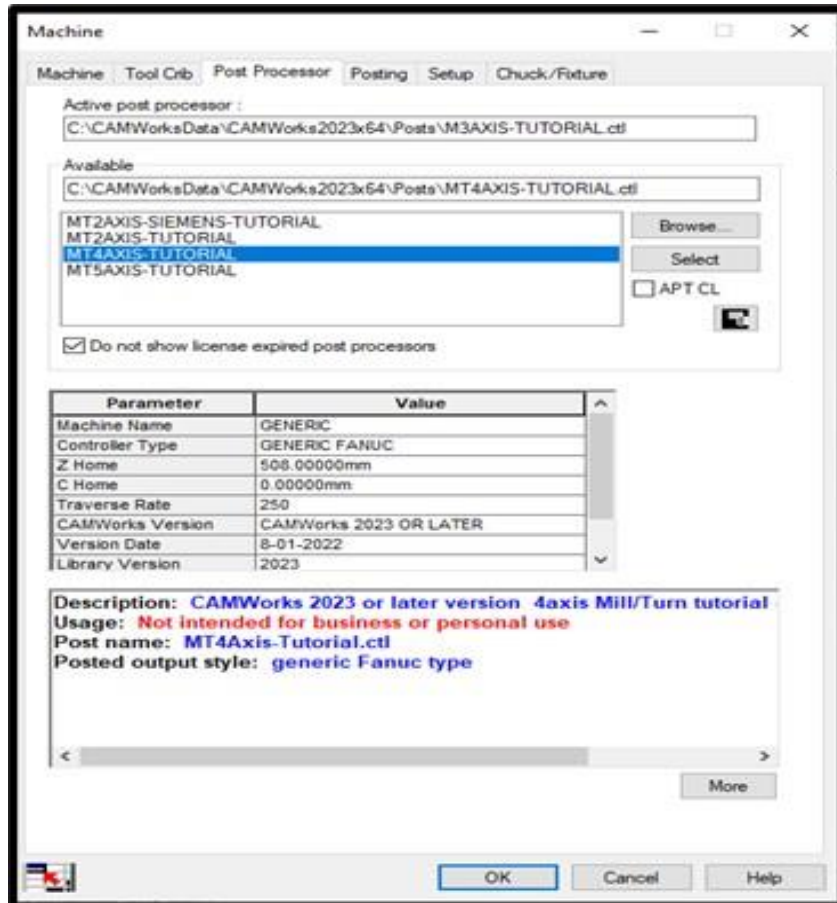 Machine
Machine Tool Crib Post Processor Posting Setup Chuck/Fixture
Active post processor :
C:\CAMWorksData\CAMWorks2023x64\Posts\M3AXIS-TUTORIAL.ctl
Available
C:\CAMWorksData\CAMWorks2023x64\Posts\MT4AXIS-TUTORIAL.ctl
MT2AXIS-SIEMENS-TUTORIAL
MT2AXIS-TUTORIAL
MT4AXIS-TUTORIAL
MT5AXIS-TUTORIAL
Browse...
Select
APT CL
Do not show license expired post processors
Parameter Value
Machine Name GENERIC
Controller Type GENERIC FANUC
Z Home 508.00000mm
C Home 0.00000mm
Traverse Rate 250
CAMWorks Version CAMWorks 2023 OR LATER
Version Date 8-01-2022
Library Version 2023
Description: CAMWorks 2023 or later version 4axis Mill/Turn tutorial
Usage: Not intended for business or personal use
Post name: MT4Axis-Tutorial.ctl
Posted output style: generic Fanuc type
More
OK Cancel Help